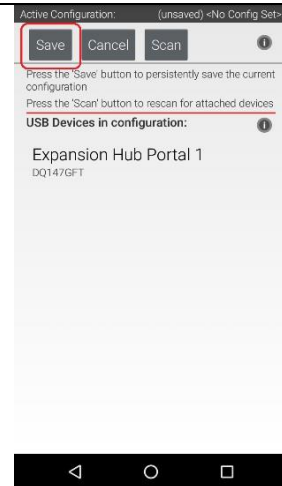 Active Configuration: (unsaved) <No Config Set>
Save Cancel Scan
Press the 'Save' button to persistently save the current
configuration
Press the 'Scan' button to rescan for attached devices
USB Devices in configuration:
Expansion Hub Portal 1
DQ147GFT